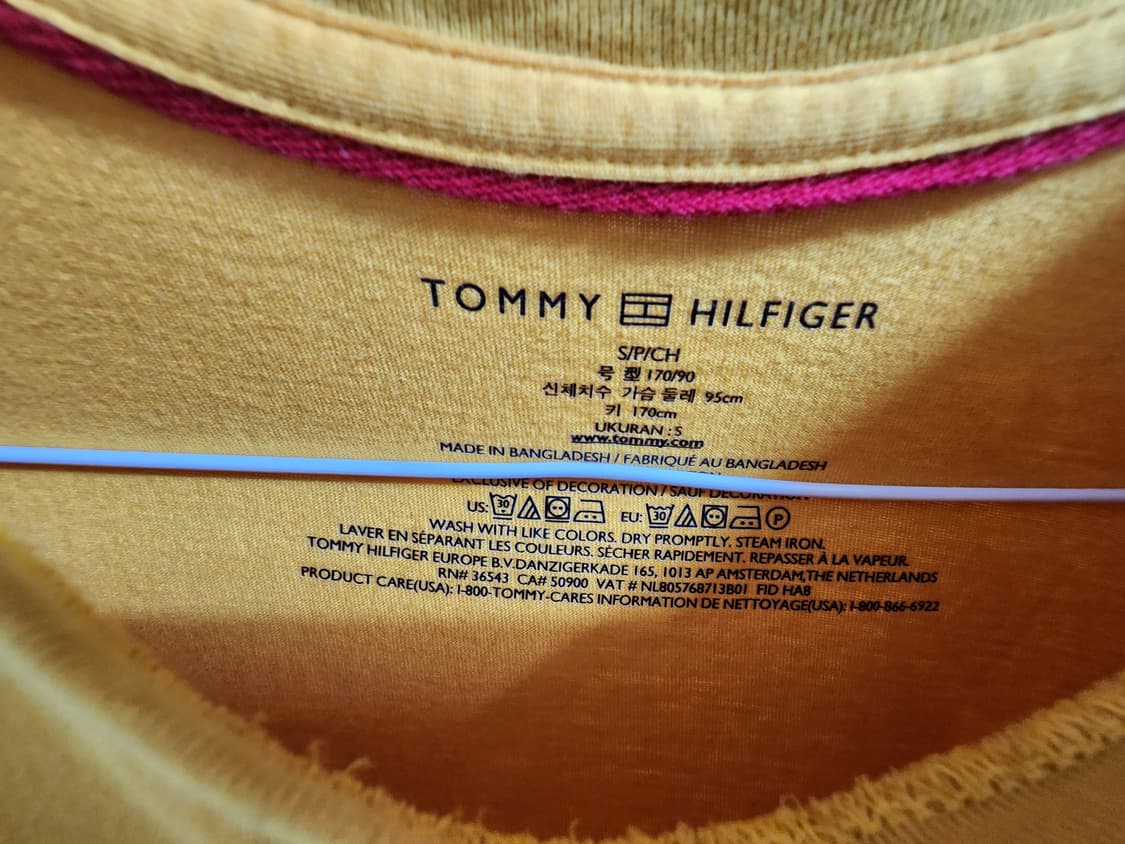 TOMMY HILFIGER
S/P/CH
号 型 170/90
신체치수 가슴 둘레 95cm
키 170cm
UKURAN : S
www.tommy.com
MADE IN BANGLADESH / FABRIQUÉ AU BANGLADESH
EXCLUSIVE OF DECORATION / SAUF DÉCORATION
US: 30 EU: 30 P
WASH WITH LIKE COLORS. DRY PROMPTLY. STEAM IRON.
LAVER EN SÉPARANT LES COULEURS. SÉCHER RAPIDEMENT. REPASSER À LA VAPEUR.
TOMMY HILFIGER EUROPE B.V.DANZIGERKADE 165, 1013 AP AMSTERDAM,THE NETHERLANDS
RN# 36543 CA# 50900 VAT # NL805768713B01 FID HA8
PRODUCT CARE(USA): 1-800-TOMMY-CARES INFORMATION DE NETTOYAGE(USA): 1-800-866-6922